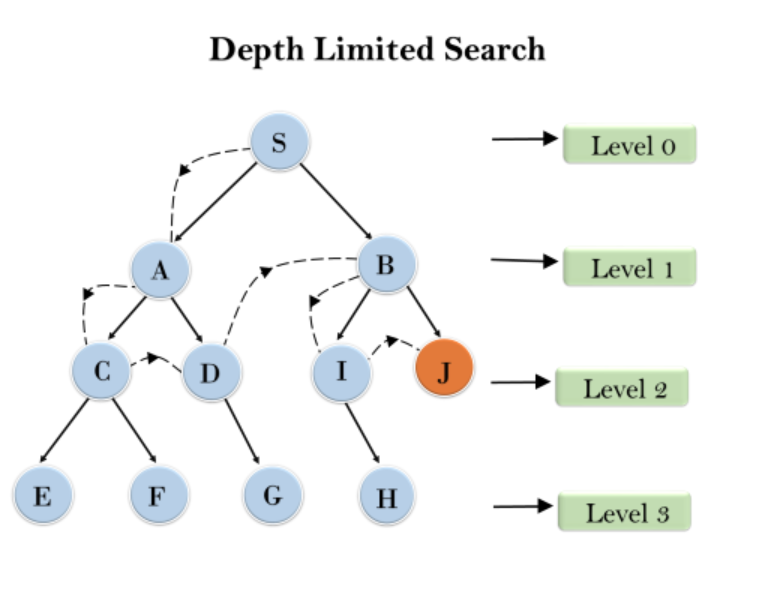 Depth Limited Search
S
Level 0
A
B
Level 1
C
D
I
J
Level 2
E
F
G
H
Level 3